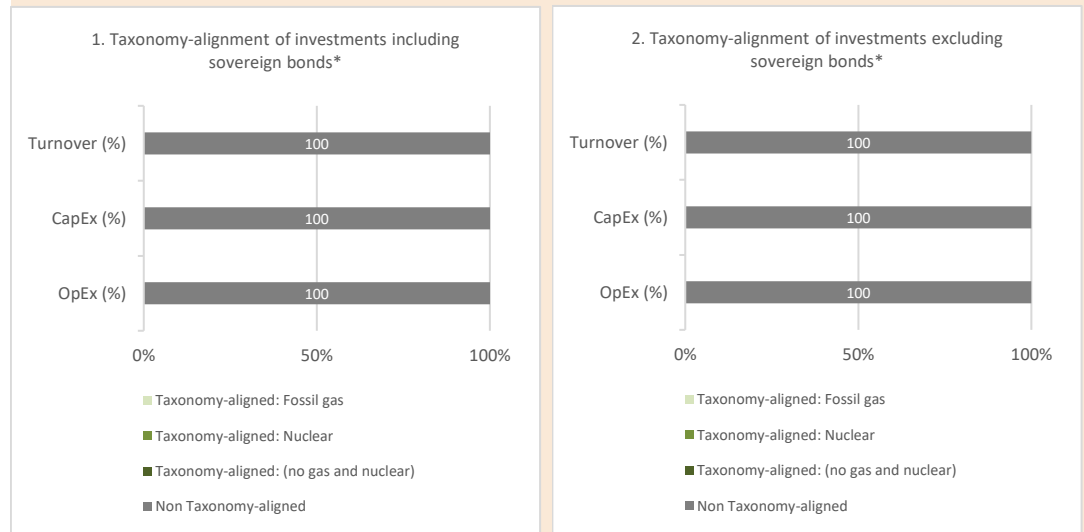 1. Taxonomy-alignment of investments including
sovereign bonds*
Turnover (%)
100
CapEx (%)
100
OpEx (%)
100
0%
50%
100%
Taxonomy-aligned: Fossil gas
Taxonomy-aligned: Nuclear
Taxonomy-aligned: (no gas and nuclear)
Non Taxonomy-aligned
2. Taxonomy-alignment of investments excluding
sovereign bonds*
Turnover (%)
100
CapEx (%)
100
OpEx (%)
100
0%
50%
100%
Taxonomy-aligned: Fossil gas
Taxonomy-aligned: Nuclear
Taxonomy-aligned: (no gas and nuclear)
Non Taxonomy-aligned